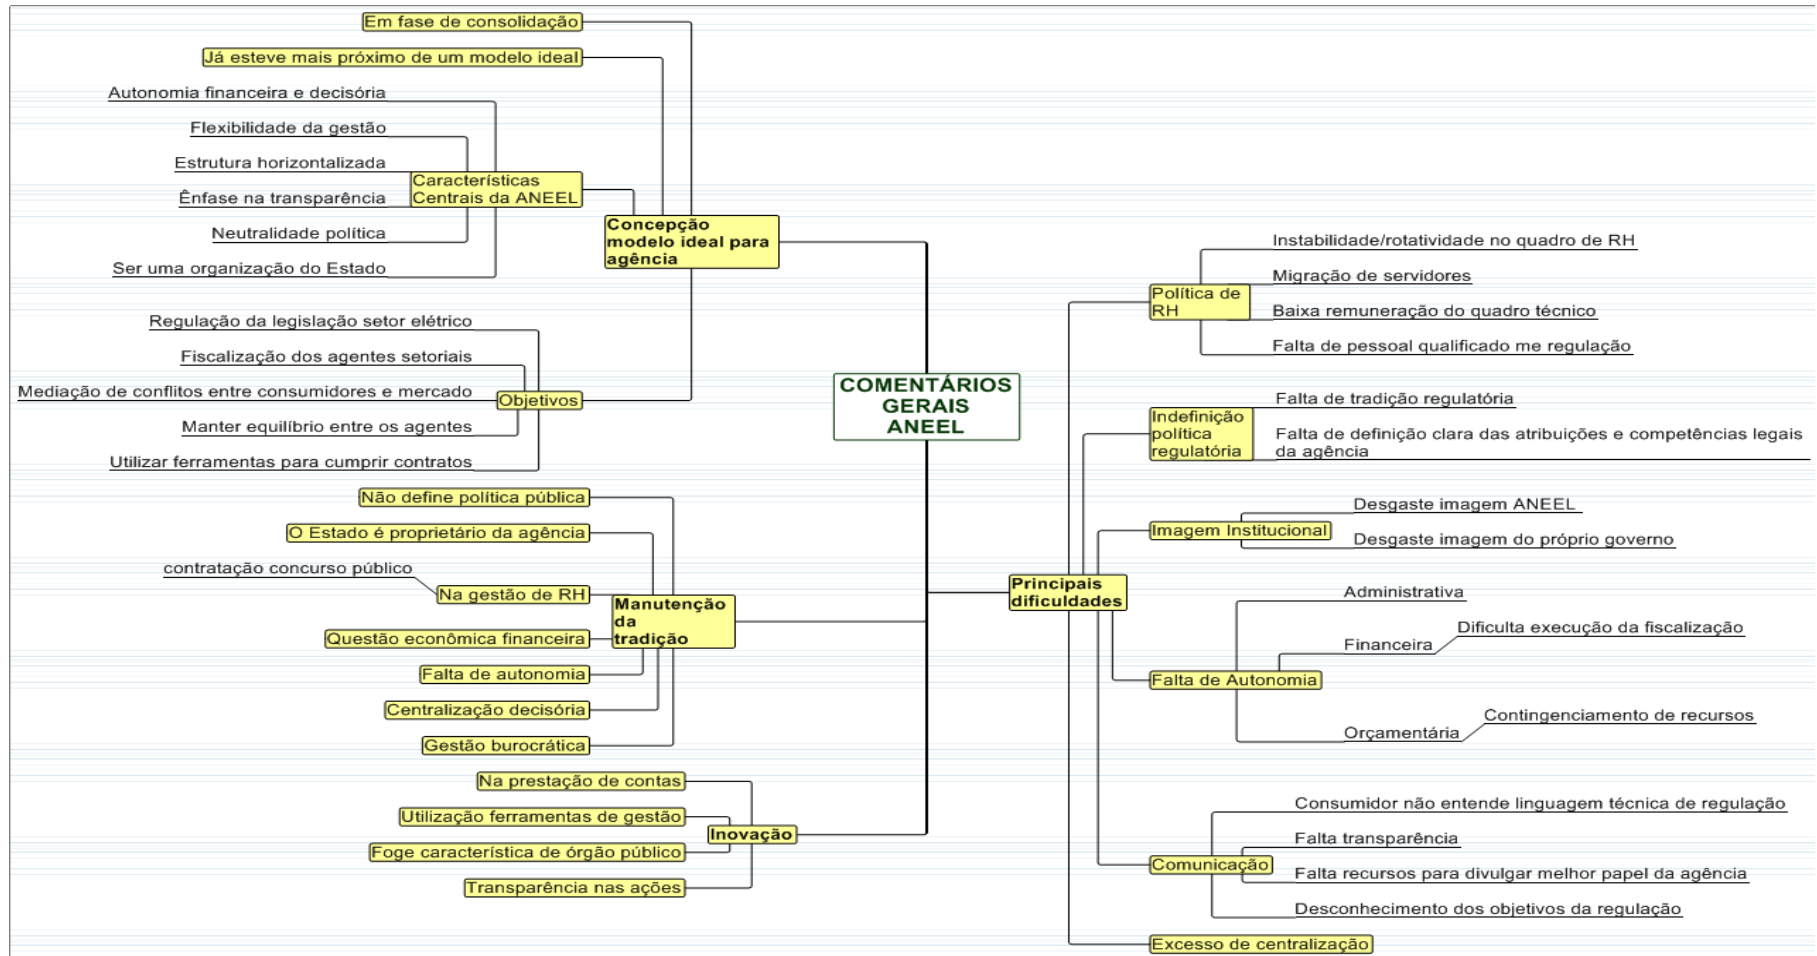 Em fase de consolidação
Já esteve mais próximo de um modelo ideal
Autonomia financeira e decisória
Flexibilidade da gestão
Estrutura horizontalizada
Ênfase na transparência
Neutralidade política
Ser uma organização do Estado
Características
Centrais da ANEEL
Concepção
modelo ideal para
agência
Regulação da legislação setor elétrico
Fiscalização dos agentes setoriais
Mediação de conflitos entre consumidores e mercado
Manter equilíbrio entre os agentes
Utilizar ferramentas para cumprir contratos
Objetivos
Não define política pública
O Estado é proprietário da agência
contratação concurso público
Na gestão de RH
Questão econômica financeira
Falta de autonomia
Centralização decisória
Gestão burocrática
Manutenção
da
tradição
Na prestação de contas
Utilização ferramentas de gestão
Foge característica de órgão público
Transparência nas ações
Inovação
COMENTÁRIOS
GERAIS
ANEEL
Principais
dificuldades
Política de
RH
Instabilidade/rotatividade no quadro de RH
Migração de servidores
Baixa remuneração do quadro técnico
Falta de pessoal qualificado me regulação
Indefinição
política
regulatória
Falta de tradição regulatória
Falta de definição clara das atribuições e competências legais
da agência
Imagem Institucional
Desgaste imagem ANEEL
Desgaste imagem do próprio governo
Falta de Autonomia
Administrativa
Financeira
Dificulta execução da fiscalização
Orçamentária
Contingenciamento de recursos
Comunicação
Consumidor não entende linguagem técnica de regulação
Falta transparência
Falta recursos para divulgar melhor papel da agência
Desconhecimento dos objetivos da regulação
Excesso de centralização